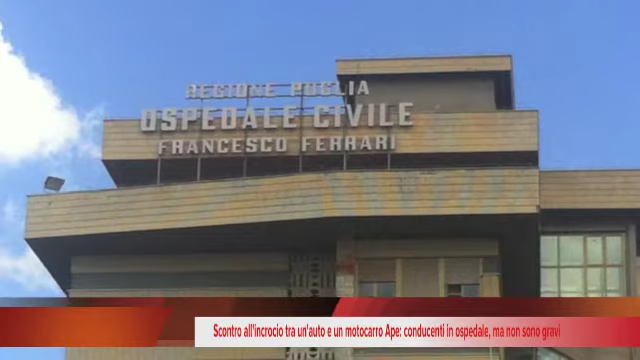 REGIONE PUGLIA
OSPEDALE CIVILE
FRANCESCO FERRARI
Scontro all'incrocio tra un'auto e un motocarro Ape: conducenti in ospedale, ma non sono gravi